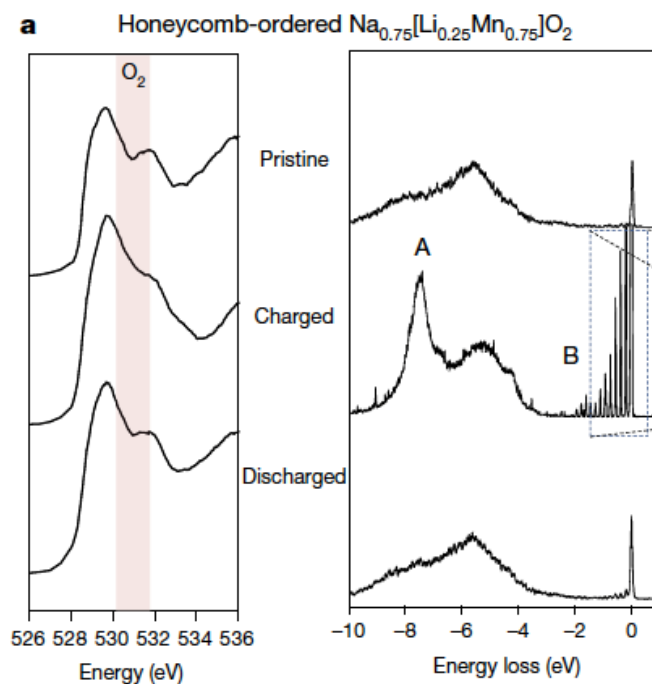 a Honeycomb-ordered Na₀.₇₅[Li₀.₂₅Mn₀.₇₅]O₂
O₂
Pristine
A
Charged
B
Discharged
526 528 530 532 534 536
−10 −8 −6 −4 −2 0
Energy (eV)
Energy loss (eV)